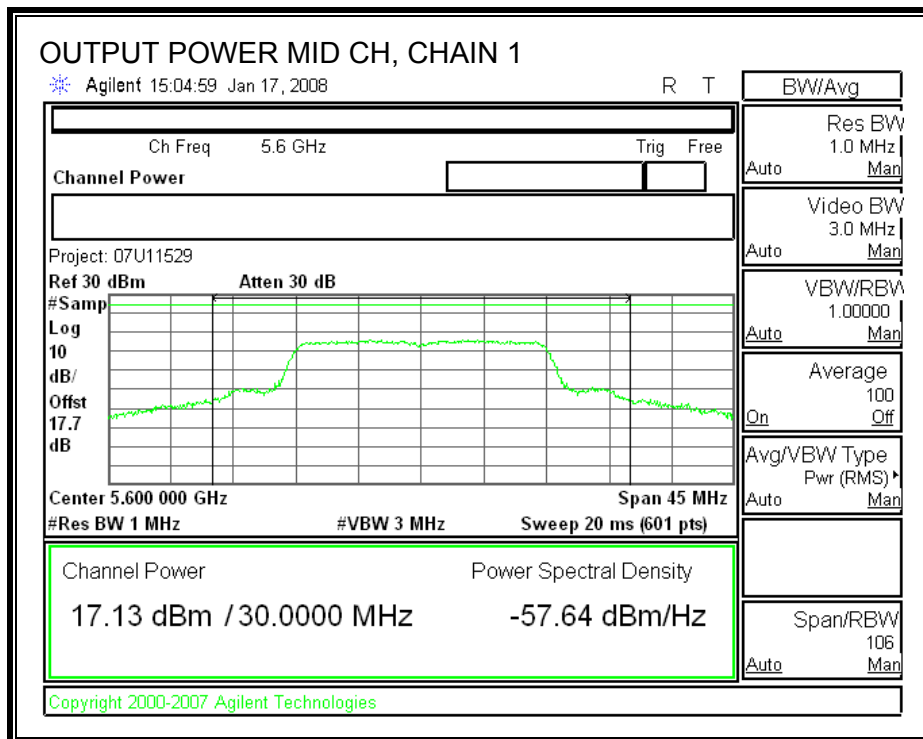 OUTPUT POWER MID CH, CHAIN 1
Agilent 15:04:59 Jan 17, 2008 R T
Ch Freq 5.6 GHz Trig Free
Channel Power
Project: 07U11529
Ref 30 dBm Atten 30 dB
#Samp
Log
10
dB/
Offst
17.7
dB
Center 5.600 000 GHz Span 45 MHz
#Res BW 1 MHz #VBW 3 MHz Sweep 20 ms (601 pts)
Channel Power Power Spectral Density
17.13 dBm / 30.0000 MHz -57.64 dBm/Hz
Copyright 2000-2007 Agilent Technologies
BW/Avg
Res BW
1.0 MHz
Auto Man
Video BW
3.0 MHz
Auto Man
VBW/RBW
1.00000
Auto Man
Average
100
On Off
Avg/VBW Type
Pwr (RMS)
Auto Man
Span/RBW
106
Auto Man